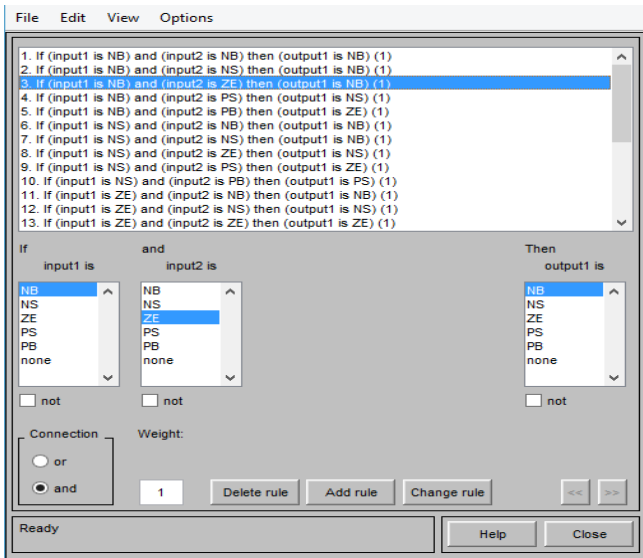 File Edit View Options
1. If (input1 is NB) and (input2 is NB) then (output1 is NB) (1)
2. If (input1 is NB) and (input2 is NS) then (output1 is NB) (1)
3. If (input1 is NB) and (input2 is ZE) then (output1 is NB) (1)
4. If (input1 is NB) and (input2 is PS) then (output1 is NS) (1)
5. If (input1 is NB) and (input2 is PB) then (output1 is ZE) (1)
6. If (input1 is NS) and (input2 is NB) then (output1 is NB) (1)
7. If (input1 is NS) and (input2 is NS) then (output1 is NS) (1)
8. If (input1 is NS) and (input2 is ZE) then (output1 is NS) (1)
9. If (input1 is NS) and (input2 is PS) then (output1 is ZE) (1)
10. If (input1 is NS) and (input2 is PB) then (output1 is PS) (1)
11. If (input1 is ZE) and (input2 is NB) then (output1 is NB) (1)
12. If (input1 is ZE) and (input2 is NS) then (output1 is NS) (1)
13. If (input1 is ZE) and (input2 is ZE) then (output1 is ZE) (1)
If and Then
input1 is input2 is output1 is
NB NB NB
NS NS NS
ZE ZE ZE
PS PS PS
PB PB PB
none none none
not not not
Connection Weight:
or
and 1 Delete rule Add rule Change rule << >>
Ready Help Close